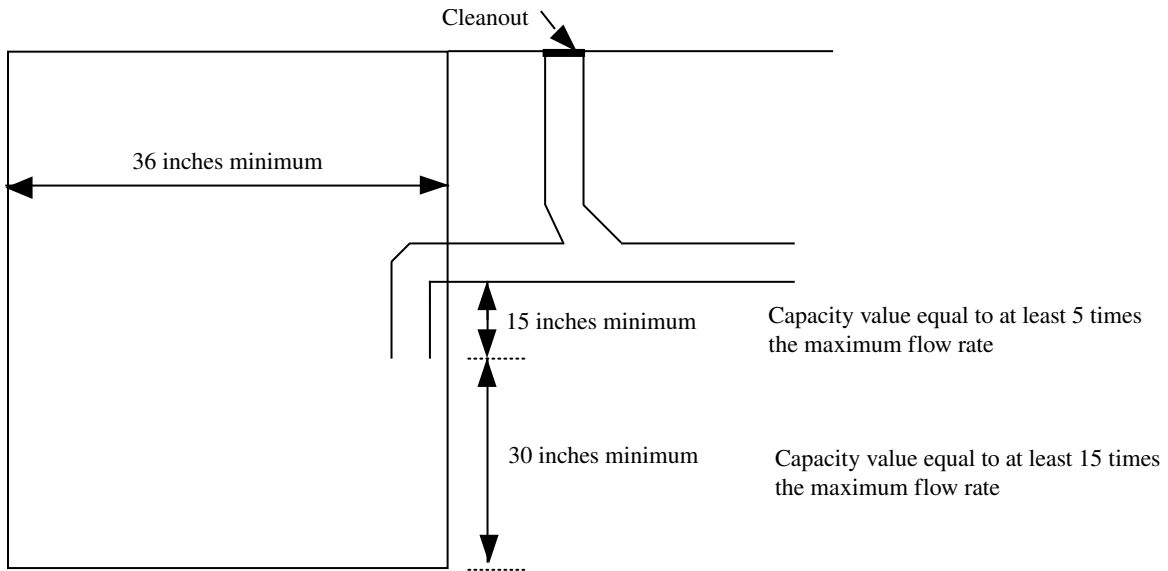 Cleanout
36 inches minimum
15 inches minimum
Capacity value equal to at least 5 times
the maximum flow rate
30 inches minimum
Capacity value equal to at least 15 times
the maximum flow rate